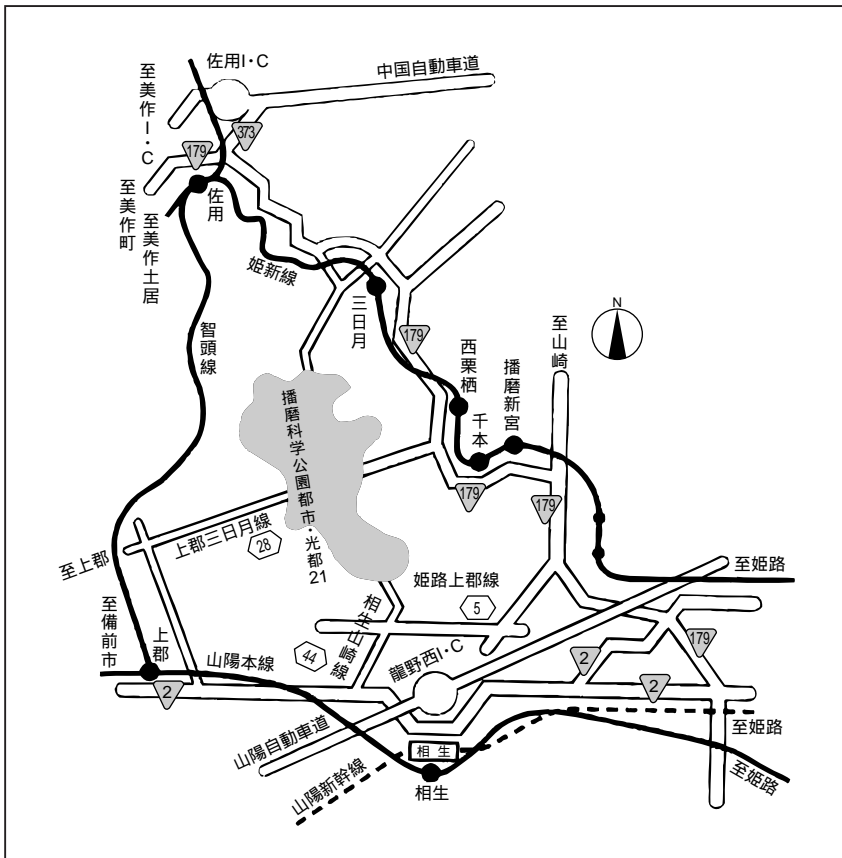 佐用I・C
中国自動車道
至美作I・C
373
179
佐用
至美作町
至美作土居
姫新線
三日月
N
179
至山崎
智頭線
西栗栖
播磨新宮
千本
播磨科学公園都市・光都21
179
179
上郡三日月線
28
至上郡
姫路上郡線
至姫路
5
至備前市
上郡
相生山崎線
山陽本線
44
龍野西I・C
179
2
2
2
至姫路
山陽自動車道
相生
至姫路
山陽新幹線
相生